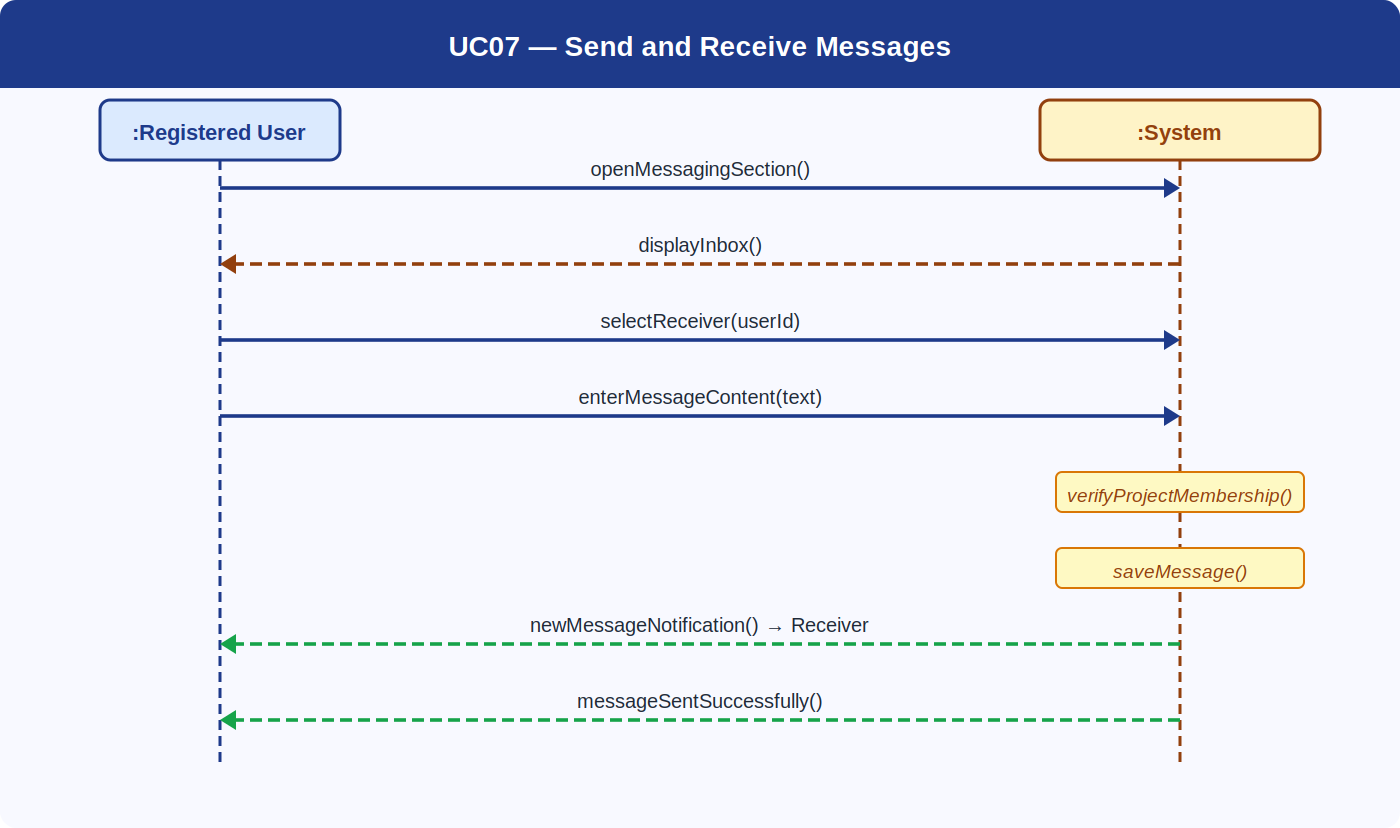 UC07 — Send and Receive Messages
:Registered User
:System
openMessagingSection()
displayInbox()
selectReceiver(userId)
enterMessageContent(text)
verifyProjectMembership()
saveMessage()
newMessageNotification() → Receiver
messageSentSuccessfully()